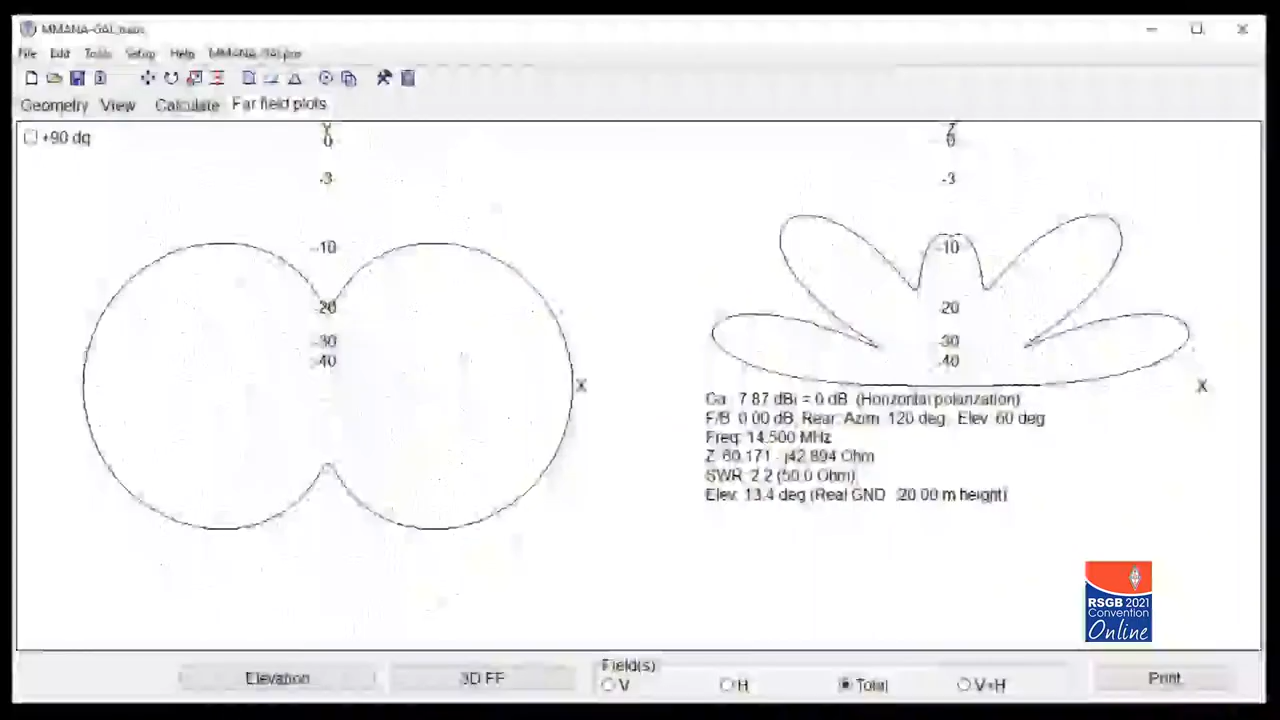 MMANA-GAL basic
File Edit Tools Setup Help MMANA-GAL pro
Geometry View Calculate Far field plots
+90 dg
Y
0
-3
-10
-20
-30
-40
X
Z
0
-3
-10
-20
-30
-40
X
Ga : 7.87 dBi = 0 dB (Horizontal polarization)
F/B: 0.00 dB; Rear: Azim. 120 deg, Elev. 60 deg
Freq: 14.500 MHz
Z: 60.171 - j42.894 Ohm
SWR: 2.2 (50.0 Ohm)
Elev: 13.4 deg (Real GND : 20.00 m height)
RSGB 2021
Convention
Online
Elevation
3D FF
Field(s)
V H Total V+H
Print